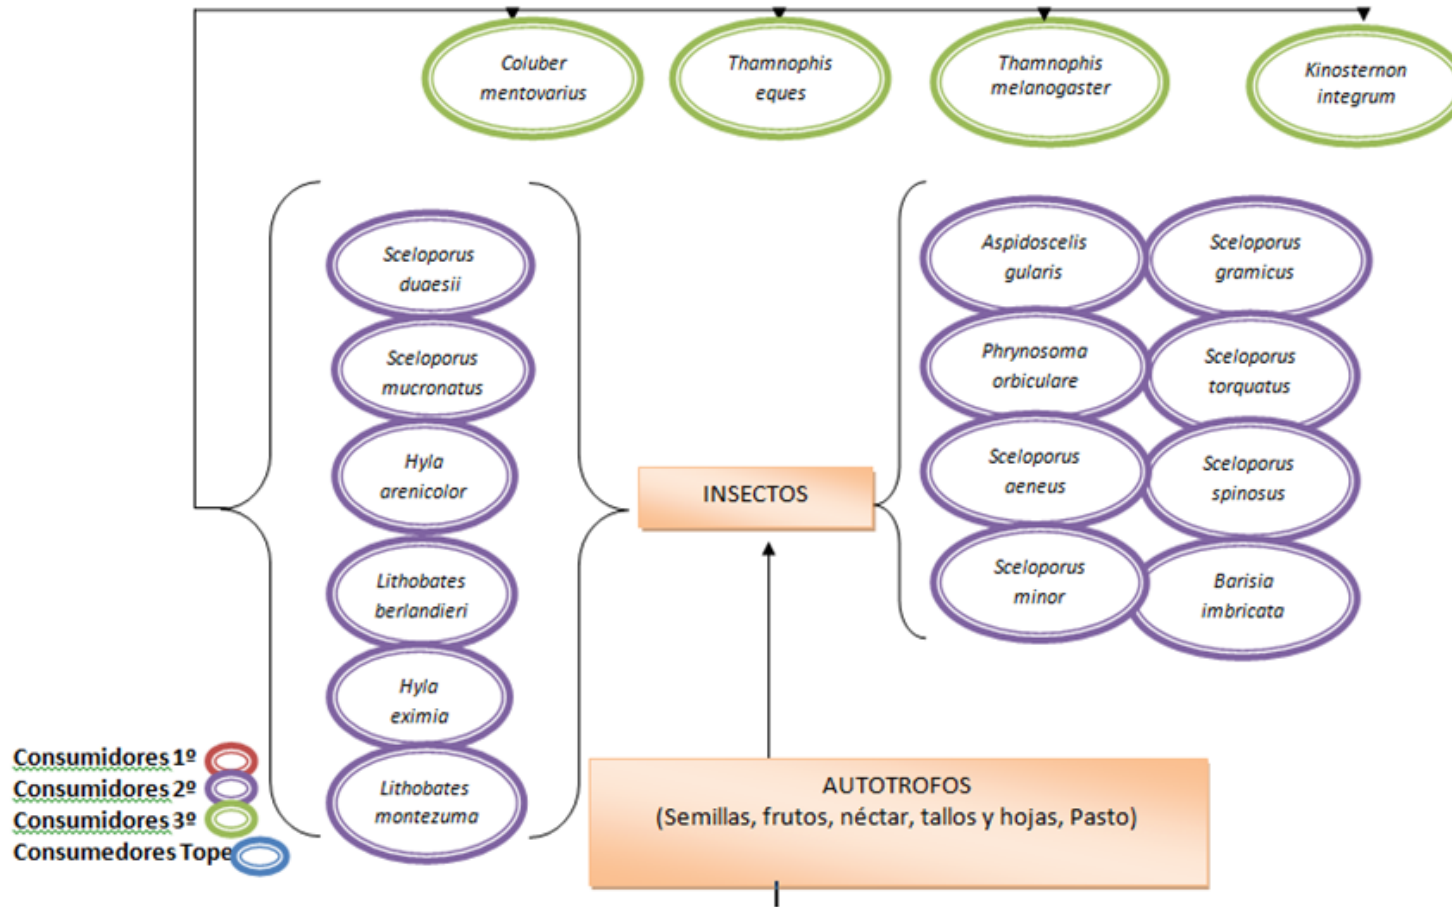 Coluber
mentovarius
Thamnophis
eques
Thamnophis
melanogaster
Kinosternon
integrum
Sceloporus
duaesii
Sceloporus
mucronatus
Hyla
arenicolor
Lithobates
berlandieri
Hyla
eximia
Lithobates
montezuma
INSECTOS
Aspidoscelis
gularis
Sceloporus
gramicus
Phrynosoma
orbiculare
Sceloporus
torquatus
Sceloporus
aeneus
Sceloporus
spinosus
Sceloporus
minor
Barisia
imbricata
AUTOTROFOS
(Semillas, frutos, néctar, tallos y hojas, Pasto)
Consumidores 1º
Consumidores 2º
Consumidores 3º
Consumedores Tope